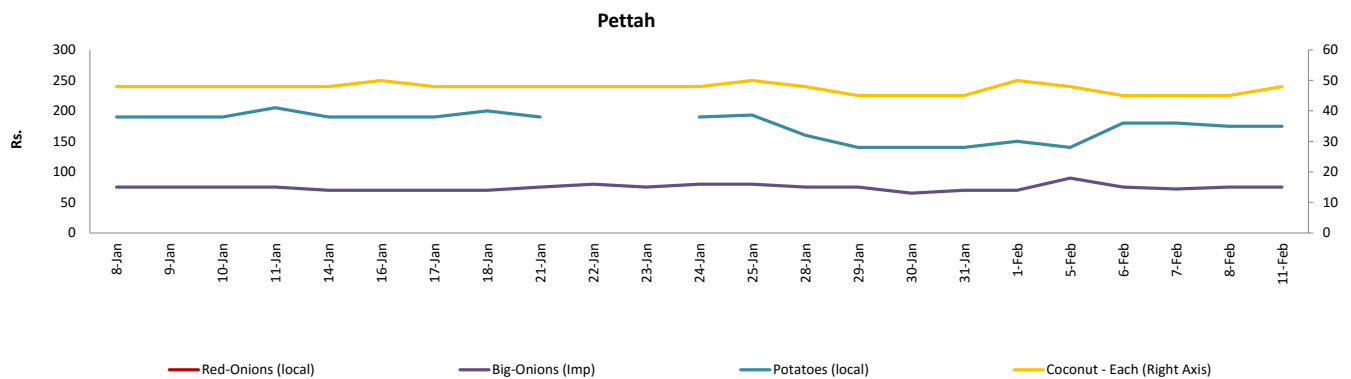 Pettah
300
250
200
150
100
50
0
Rs.
60
50
40
30
20
10
0
8-Jan
9-Jan
10-Jan
11-Jan
14-Jan
16-Jan
17-Jan
18-Jan
21-Jan
22-Jan
23-Jan
24-Jan
25-Jan
28-Jan
29-Jan
30-Jan
31-Jan
1-Feb
5-Feb
6-Feb
7-Feb
8-Feb
11-Feb
Red-Onions (local)
Big-Onions (Imp)
Potatoes (local)
Coconut - Each (Right Axis)